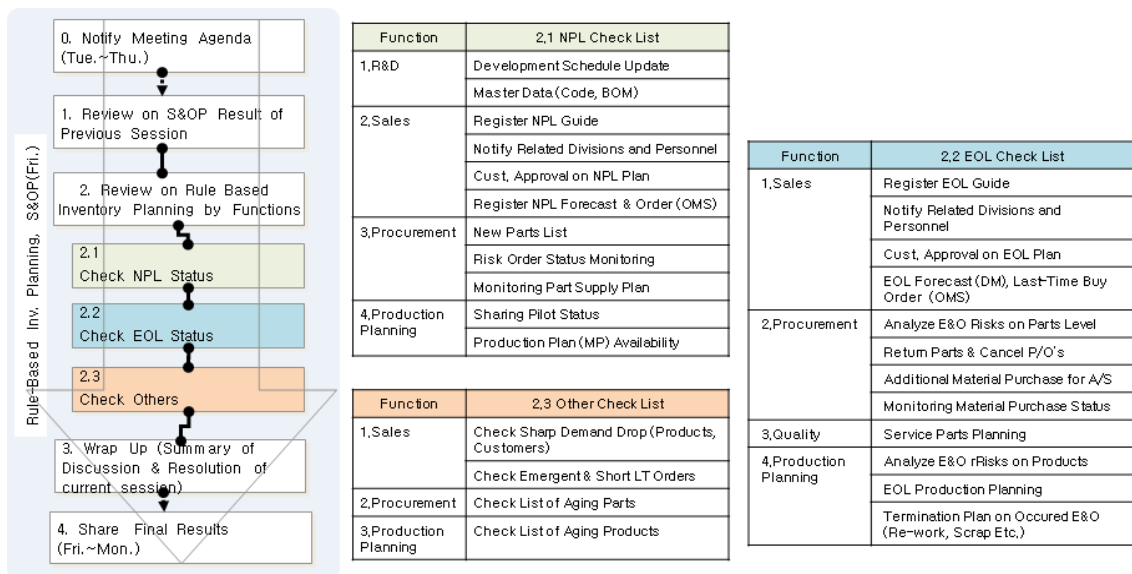 Rule-Based Inv. Planning, S&OP(Fri.)
0. Notify Meeting Agenda
(Tue.~Thu.)
1. Review on S&OP Result of
Previous Session
2. Review on Rule Based
Inventory Planning by Functions
2.1
Check NPL Status
2.2
Check EOL Status
2.3
Check Others
3. Wrap Up (Summary of
Discussion & Resolution of
current session)
4. Share Final Results
(Fri.~Mon.)
Function 2.1 NPL Check List
1.R&D Development Schedule Update
Master Data (Code, BOM)
2.Sales Register NPL Guide
Notify Related Divisions and Personnel
Cust. Approval on NPL Plan
Register NPL Forecast & Order (OMS)
3.Procurement New Parts List
Risk Order Status Monitoring
Monitoring Part Supply Plan
4.Production Sharing Pilot Status
Planning
Production Plan (MP) Availability
Function 2.3 Other Check List
1.Sales Check Sharp Demand Drop (Products,
Customers)
Check Emergent & Short LT Orders
2.Procurement Check List of Aging Parts
3.Production Check List of Aging Products
Planning
Function 2.2 EOL Check List
1.Sales Register EOL Guide
Notify Related Divisions and
Personnel
Cust. Approval on EOL Plan
EOL Forecast (DM), Last-Time Buy
Order (OMS)
2.Procurement Analyze E&O Risks on Parts Level
Return Parts & Cancel P/O's
Additional Material Purchase for A/S
Monitoring Material Purchase Status
3.Quality Service Parts Planning
4.Production Analyze E&O rRisks on Products
Planning
EOL Production Planning
Termination Plan on Occured E&O
(Re-work, Scrap Etc.)